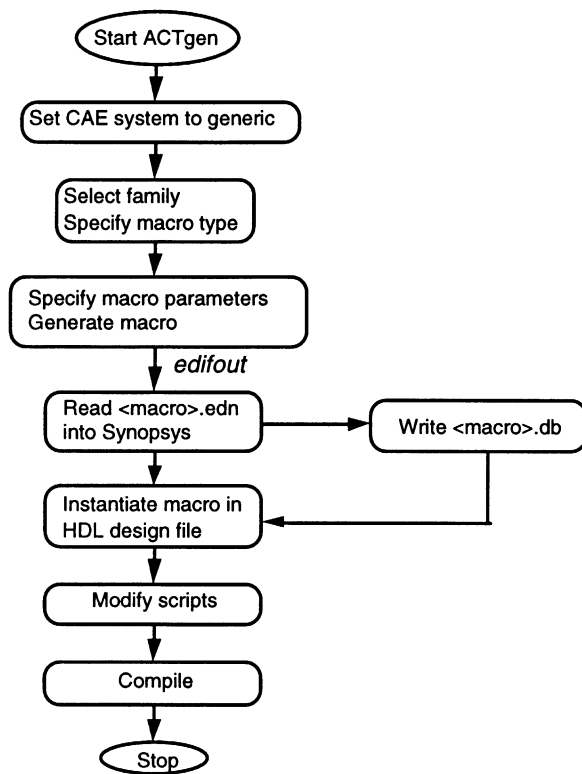 Start ACTgen
Set CAE system to generic
Select family
Specify macro type
Specify macro parameters
Generate macro
edifout
Read <macro>.edn
into Synopsys
Write <macro>.db
Instantiate macro in
HDL design file
Modify scripts
Compile
Stop